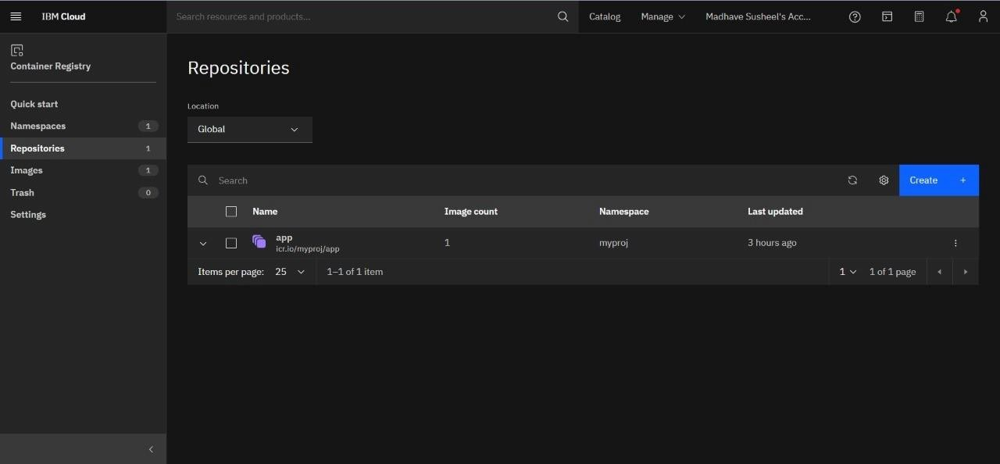 IBM Cloud
Search resources and products...
Catalog
Manage
Madhave Susheel's Acc...
Container Registry
Quick start
Namespaces 1
Repositories 1
Images 1
Trash 0
Settings
Repositories
Location
Global
Search
Create +
Name Image count Namespace Last updated
app
icr.io/myproj/app
1 myproj 3 hours ago
Items per page: 25 1–1 of 1 item 1 1 of 1 page